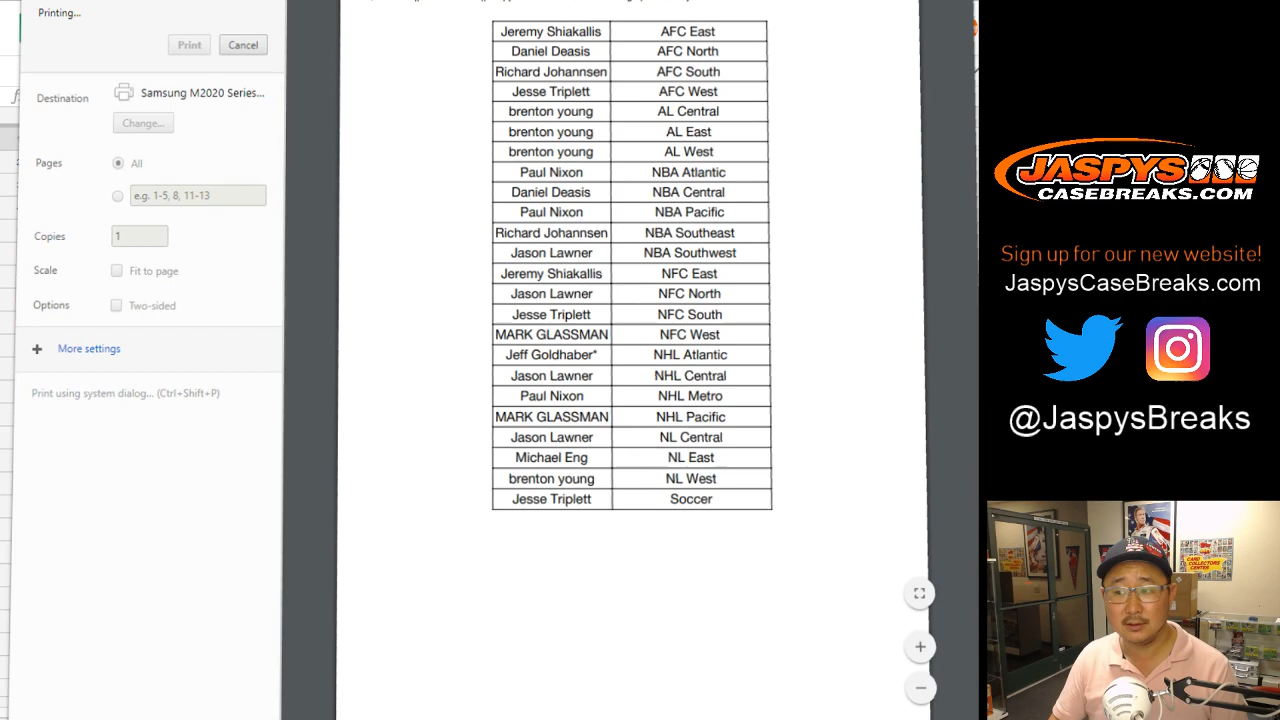 Printing...
Print Cancel
Destination Samsung M2020 Series...
Change...
Pages All
e.g. 1-5, 8, 11-13
Copies 1
Scale Fit to page
Options Two-sided
+ More settings
Print using system dialog... (Ctrl+Shift+P)
Jeremy Shiakallis AFC East
Daniel Deasis AFC North
Richard Johannsen AFC South
Jesse Triplett AFC West
brenton young AL Central
brenton young AL East
brenton young AL West
Paul Nixon NBA Atlantic
Daniel Deasis NBA Central
Paul Nixon NBA Pacific
Richard Johannsen NBA Southeast
Jason Lawner NBA Southwest
Jeremy Shiakallis NFC East
Jason Lawner NFC North
Jesse Triplett NFC South
MARK GLASSMAN NFC West
Jeff Goldhaber* NHL Atlantic
Jason Lawner NHL Central
Paul Nixon NHL Metro
MARK GLASSMAN NHL Pacific
Jason Lawner NL Central
Michael Eng NL East
brenton young NL West
Jesse Triplett Soccer
JASPYS
CASEBREAKS.COM
Sign up for our new website!
JaspysCaseBreaks.com
@JaspysBreaks
CARD
COLLECTORS
CENTER